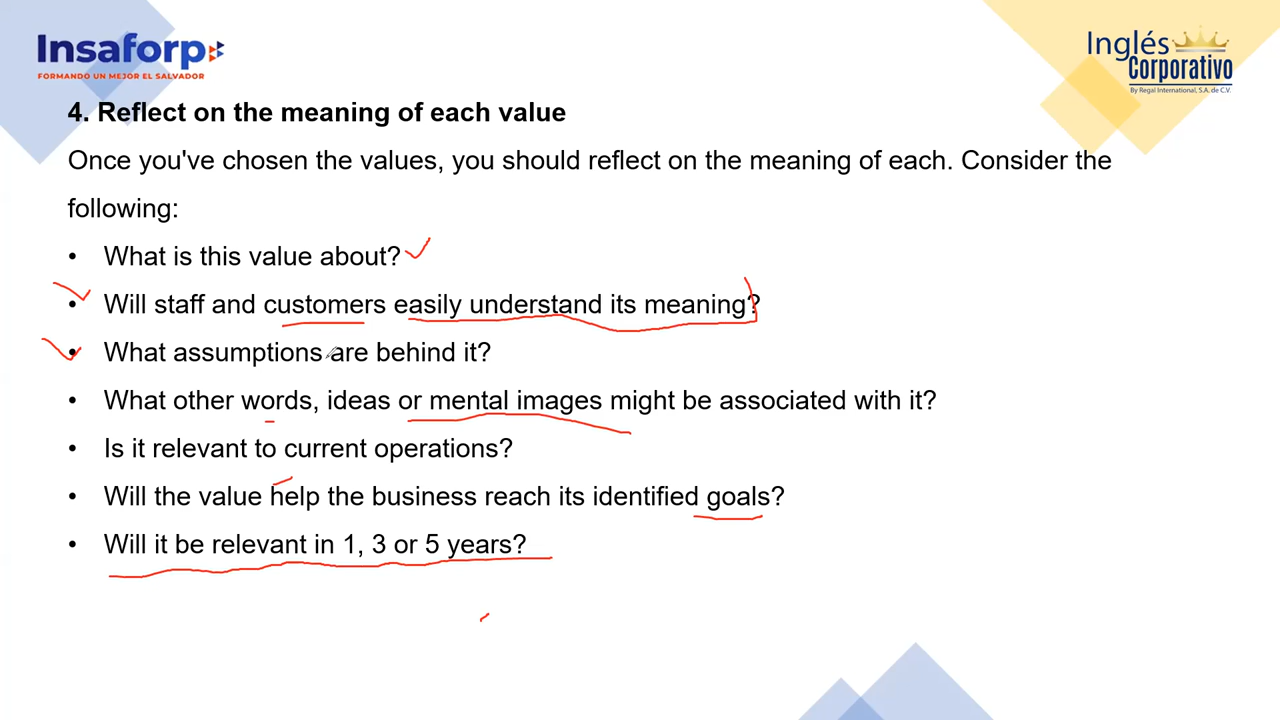 Insaforp
FORMANDO UN MEJOR EL SALVADOR
Inglés
Corporativo
By Regal International, S.A. de C.V.
4. Reflect on the meaning of each value
Once you've chosen the values, you should reflect on the meaning of each. Consider the
following:
• What is this value about?
• Will staff and customers easily understand its meaning?
• What assumptions are behind it?
• What other words, ideas or mental images might be associated with it?
• Is it relevant to current operations?
• Will the value help the business reach its identified goals?
• Will it be relevant in 1, 3 or 5 years?